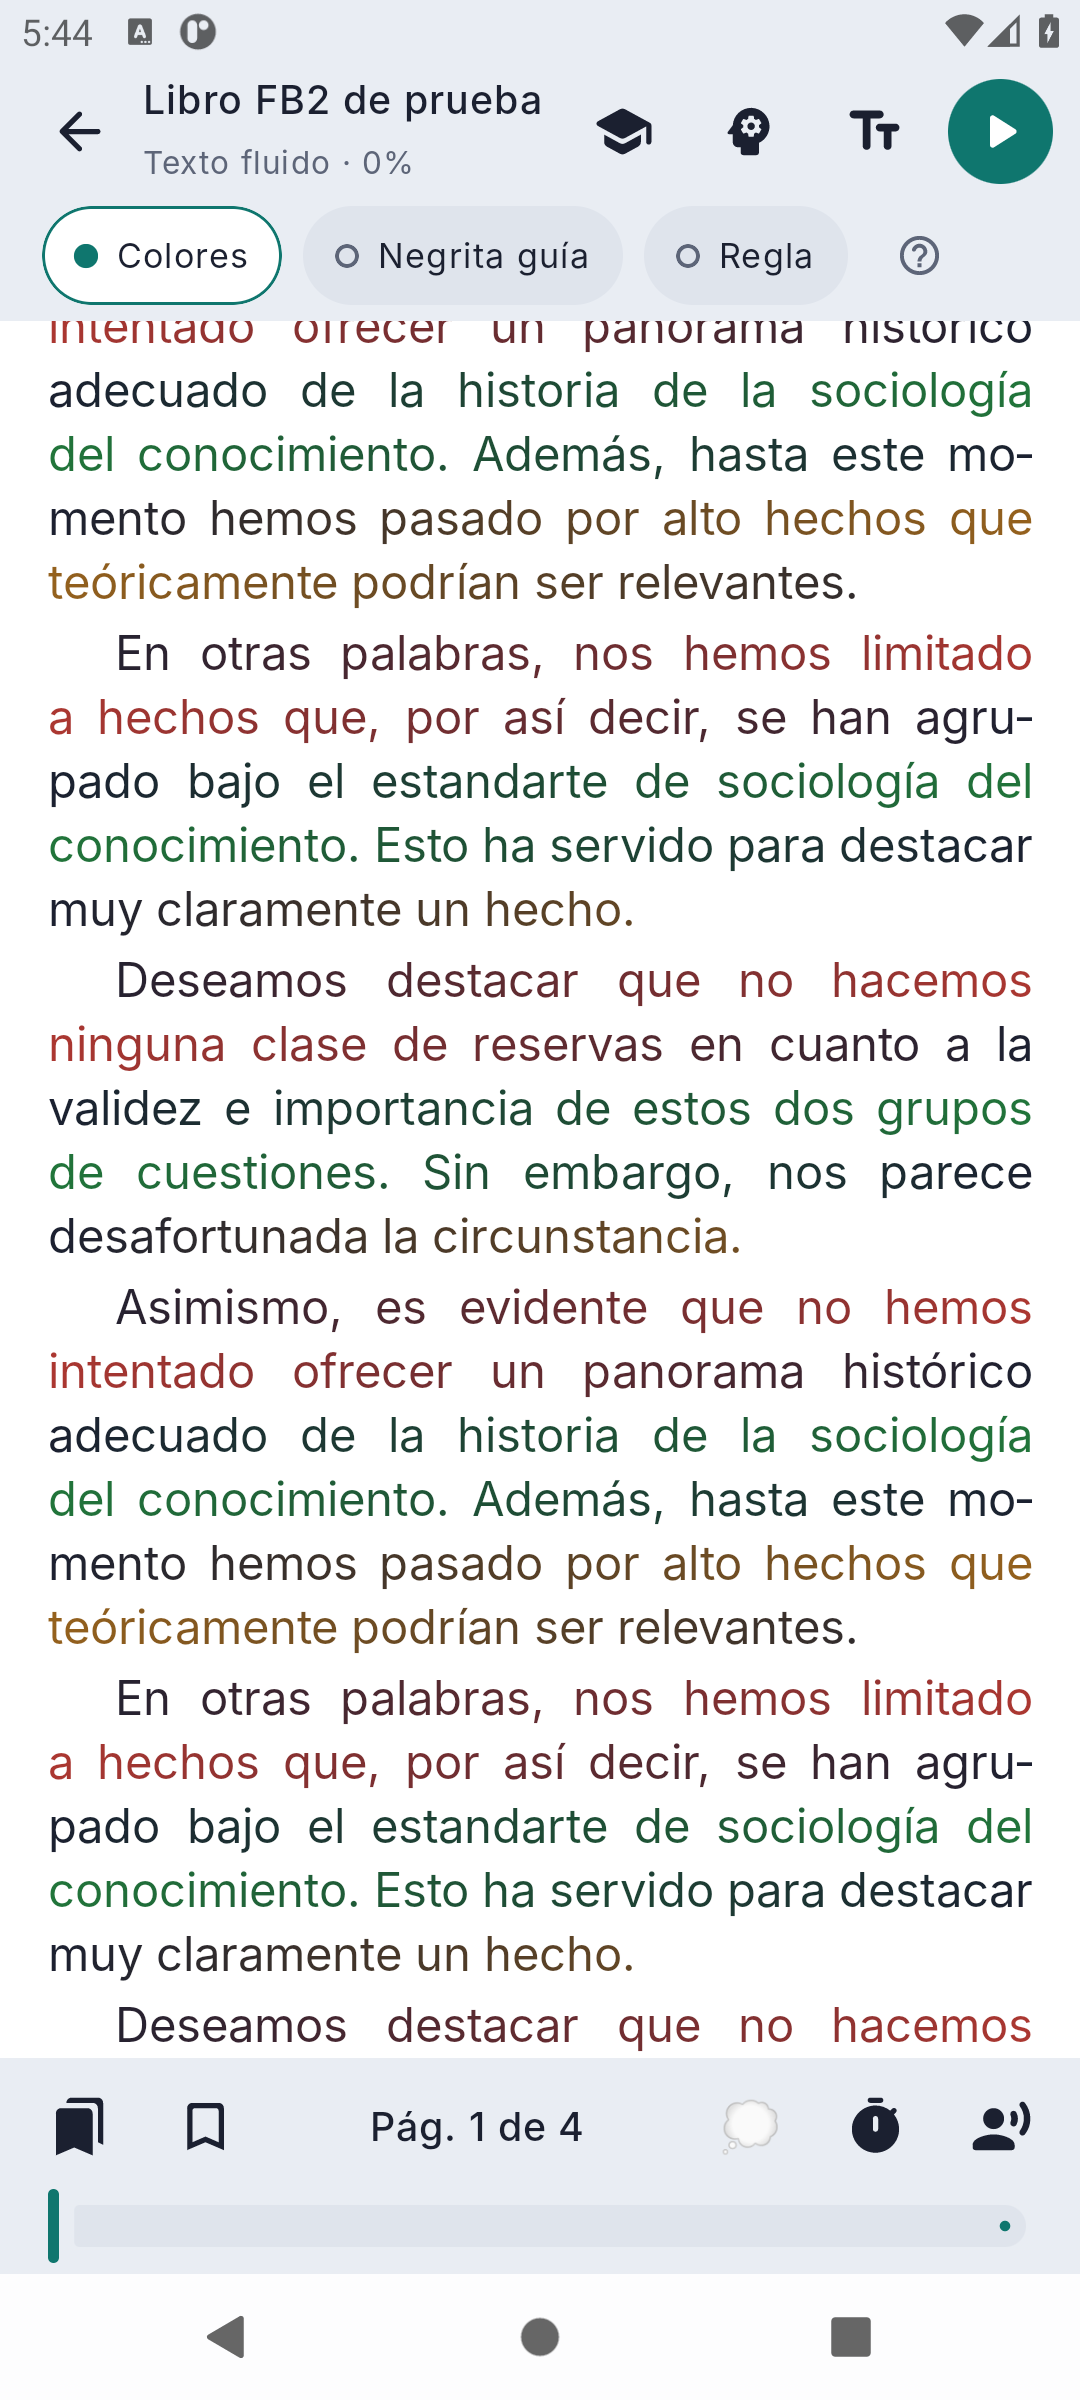 5:44
Libro FB2 de prueba
Texto fluido · 0%
Colores
Negrita guía
Regla
intentado ofrecer un panorama histórico
adecuado de la historia de la sociología
del conocimiento. Además, hasta este mo-
mento hemos pasado por alto hechos que
teóricamente podrían ser relevantes.
En otras palabras, nos hemos limitado
a hechos que, por así decir, se han agru-
pado bajo el estandarte de sociología del
conocimiento. Esto ha servido para destacar
muy claramente un hecho.
Deseamos destacar que no hacemos
ninguna clase de reservas en cuanto a la
validez e importancia de estos dos grupos
de cuestiones. Sin embargo, nos parece
desafortunada la circunstancia.
Asimismo, es evidente que no hemos
intentado ofrecer un panorama histórico
adecuado de la historia de la sociología
del conocimiento. Además, hasta este mo-
mento hemos pasado por alto hechos que
teóricamente podrían ser relevantes.
En otras palabras, nos hemos limitado
a hechos que, por así decir, se han agru-
pado bajo el estandarte de sociología del
conocimiento. Esto ha servido para destacar
muy claramente un hecho.
Deseamos destacar que no hacemos
Pág. 1 de 4